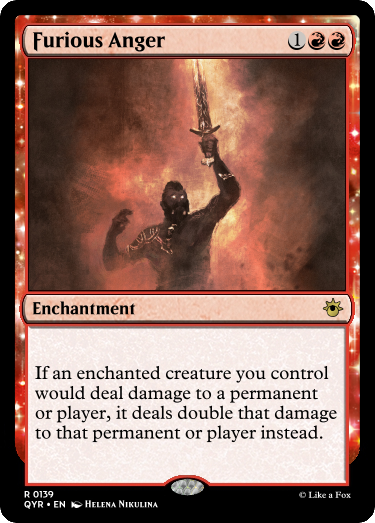 Furious Anger 1
Enchantment
If an enchanted creature you control
would deal damage to a permanent
or player, it deals double that damage
to that permanent or player instead.
R 0139
QYR • EN Helena Nikulina
© Like a Fox